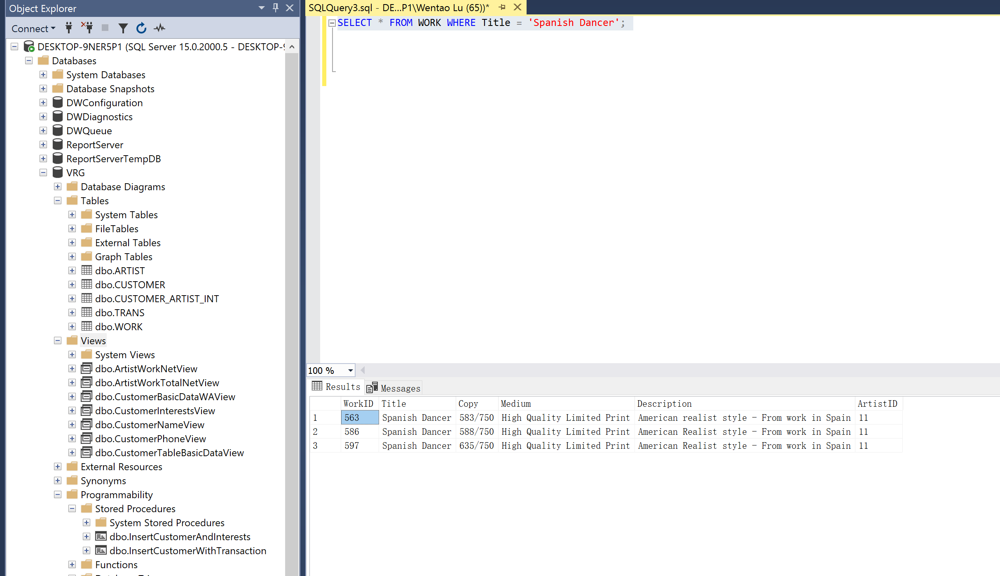 Object Explorer
Connect
DESKTOP-9NER5P1 (SQL Server 15.0.2000.5 - DESKTOP-9
Databases
System Databases
Database Snapshots
DWConfiguration
DWDiagnostics
DWQueue
ReportServer
ReportServerTempDB
VRG
Database Diagrams
Tables
System Tables
FileTables
External Tables
Graph Tables
dbo.ARTIST
dbo.CUSTOMER
dbo.CUSTOMER_ARTIST_INT
dbo.TRANS
dbo.WORK
Views
System Views
dbo.ArtistWorkNetView
dbo.ArtistWorkTotalNetView
dbo.CustomerBasicDataWAView
dbo.CustomerInterestsView
dbo.CustomerNameView
dbo.CustomerPhoneView
dbo.CustomerTableBasicDataView
External Resources
Synonyms
Programmability
Stored Procedures
System Stored Procedures
dbo.InsertCustomerAndInterests
dbo.InsertCustomerWithTransaction
Functions
SQLQuery3.sql - DE...P1\Wentao Lu (65))*
SELECT * FROM WORK WHERE Title = 'Spanish Dancer';
100 %
Results Messages
WorkID Title Copy Medium Description ArtistID
1 563 Spanish Dancer 583/750 High Quality Limited Print American realist style - From work in Spain 11
2 586 Spanish Dancer 588/750 High Quality Limited Print American Realist style - From work in Spain 11
3 597 Spanish Dancer 635/750 High Quality Limited Print American Realist style - From work in Spain 11